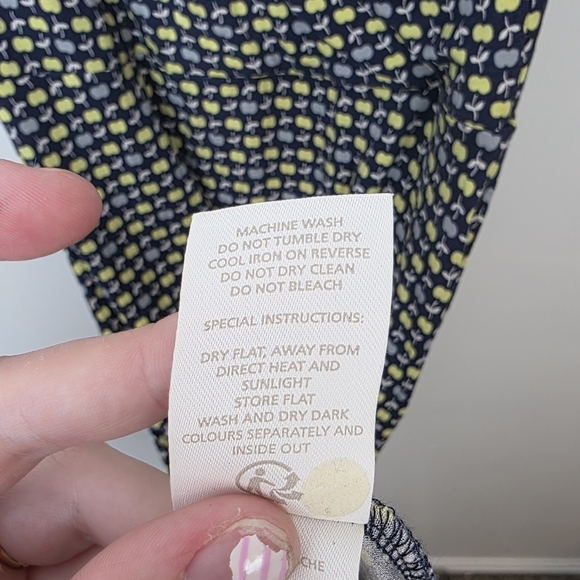 MACHINE WASH
DO NOT TUMBLE DRY
COOL IRON ON REVERSE
DO NOT DRY CLEAN
DO NOT BLEACH
SPECIAL INSTRUCTIONS:
DRY FLAT, AWAY FROM
DIRECT HEAT AND
SUNLIGHT
STORE FLAT
WASH AND DRY DARK
COLOURS SEPARATELY AND
INSIDE OUT